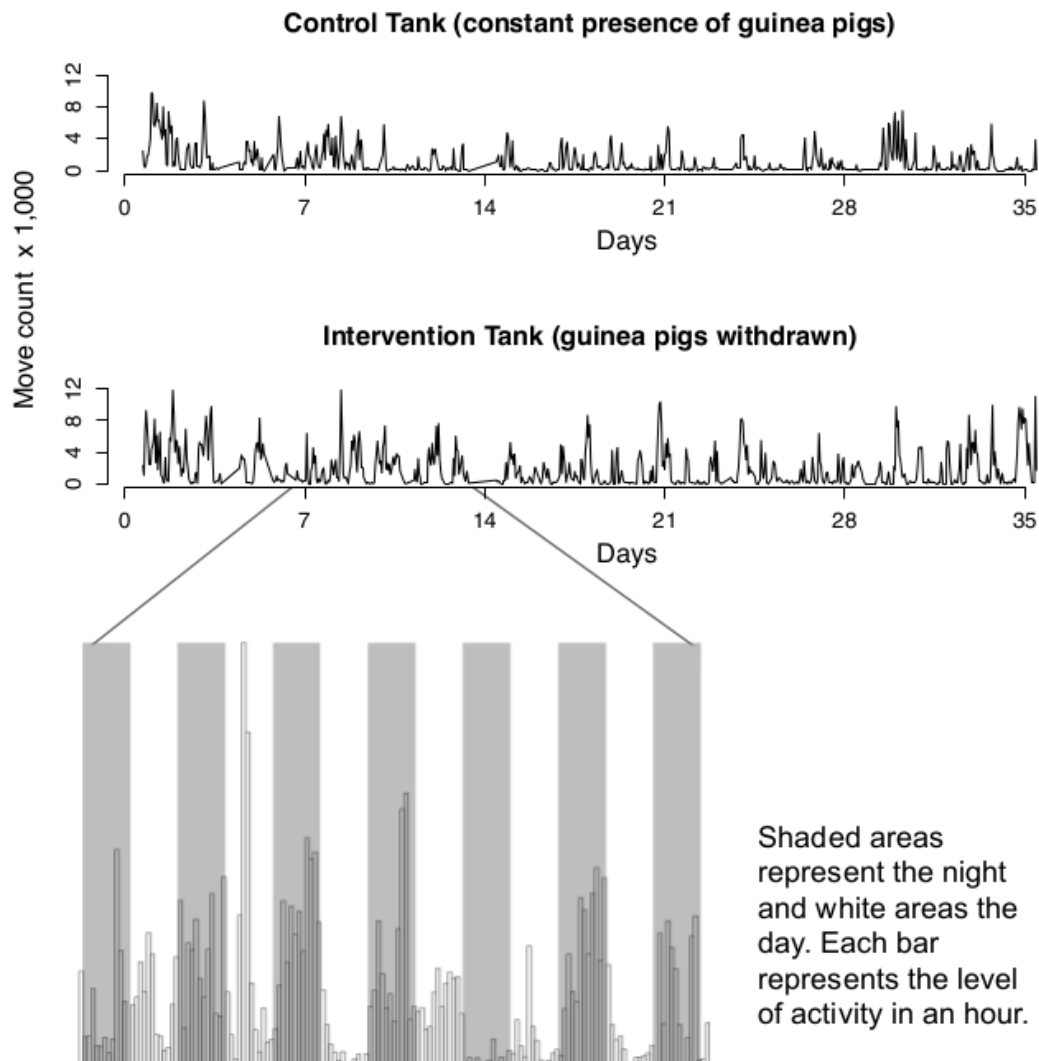 Control Tank (constant presence of guinea pigs)
12
8
4
0
0 7 14 21 28 35
Days
Move count x 1,000
Intervention Tank (guinea pigs withdrawn)
12
8
4
0
0 7 14 21 28 35
Days
Shaded areas
represent the night
and white areas the
day. Each bar
represents the level
of activity in an hour.